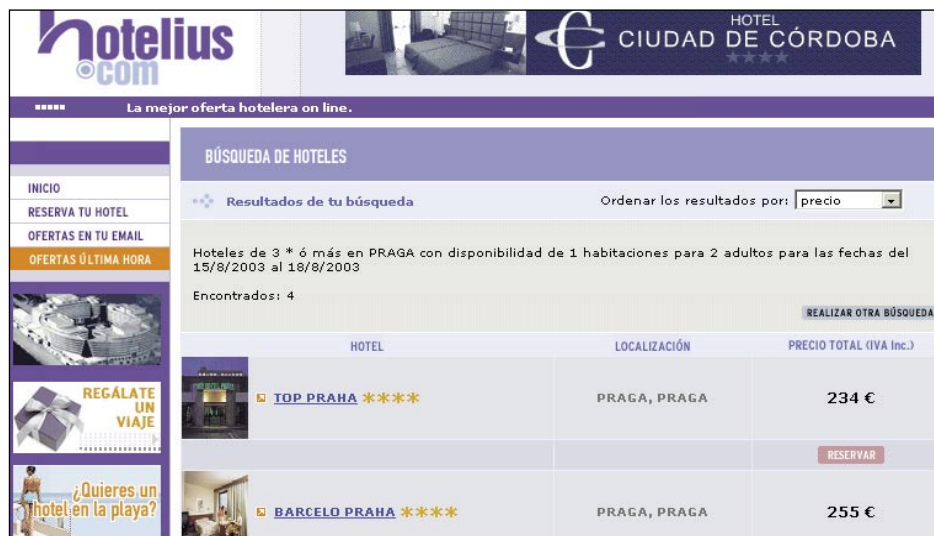 hotelius
.com
HOTEL
CIUDAD DE CÓRDOBA
La mejor oferta hotelera on line.
BÚSQUEDA DE HOTELES
INICIO
RESERVA TU HOTEL
OFERTAS EN TU EMAIL
OFERTAS ÚLTIMA HORA
Resultados de tu búsqueda
Ordenar los resultados por: precio
Hoteles de 3 * ó más en PRAGA con disponibilidad de 1 habitaciones para 2 adultos para las fechas del
15/8/2003 al 18/8/2003
Encontrados: 4
REALIZAR OTRA BÚSQUEDA
HOTEL LOCALIZACIÓN PRECIO TOTAL (IVA Inc.)
TOP PRAHA **** PRAGA, PRAGA 234 €
RESERVAR
BARCELO PRAHA **** PRAGA, PRAGA 255 €
REGÁLATE
UN
VIAJE
¿Quieres un
hotel en la playa?